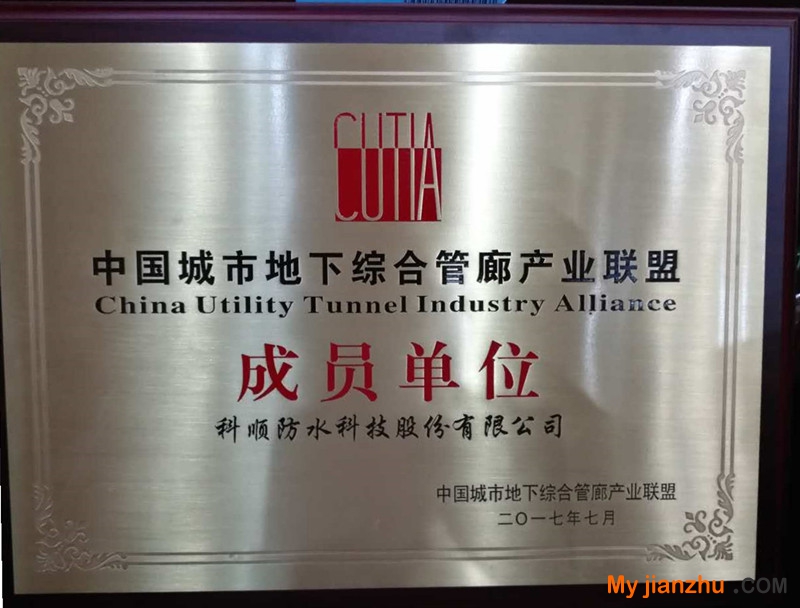 CUTIA
CUTIA
中国城市地下综合管廊产业联盟
China Utility Tunnel Industry Alliance
成员单位
科顺防水科技股份有限公司
中国城市地下综合管廊产业联盟
二〇一七年七月
My jianzhu .COM